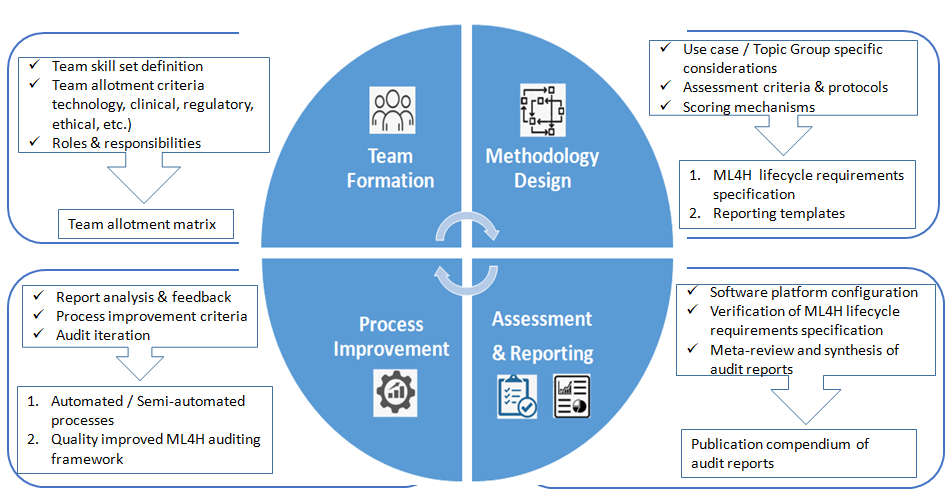 Team skill set definition
Team allotment criteria
technology, clinical, regulatory,
ethical, etc.)
Roles & responsibilities
Team allotment matrix
Team
Formation
Methodology
Design
Use case / Topic Group specific
considerations
Assessment criteria & protocols
Scoring mechanisms
1. ML4H lifecycle requirements
specification
2. Reporting templates
Report analysis & feedback
Process improvement criteria
Audit iteration
1. Automated / Semi-automated
processes
2. Quality improved ML4H auditing
framework
Process
Improvement
Assessment
& Reporting
Software platform configuration
Verification of ML4H lifecycle
requirements specification
Meta-review and synthesis of
audit reports
Publication compendium of
audit reports